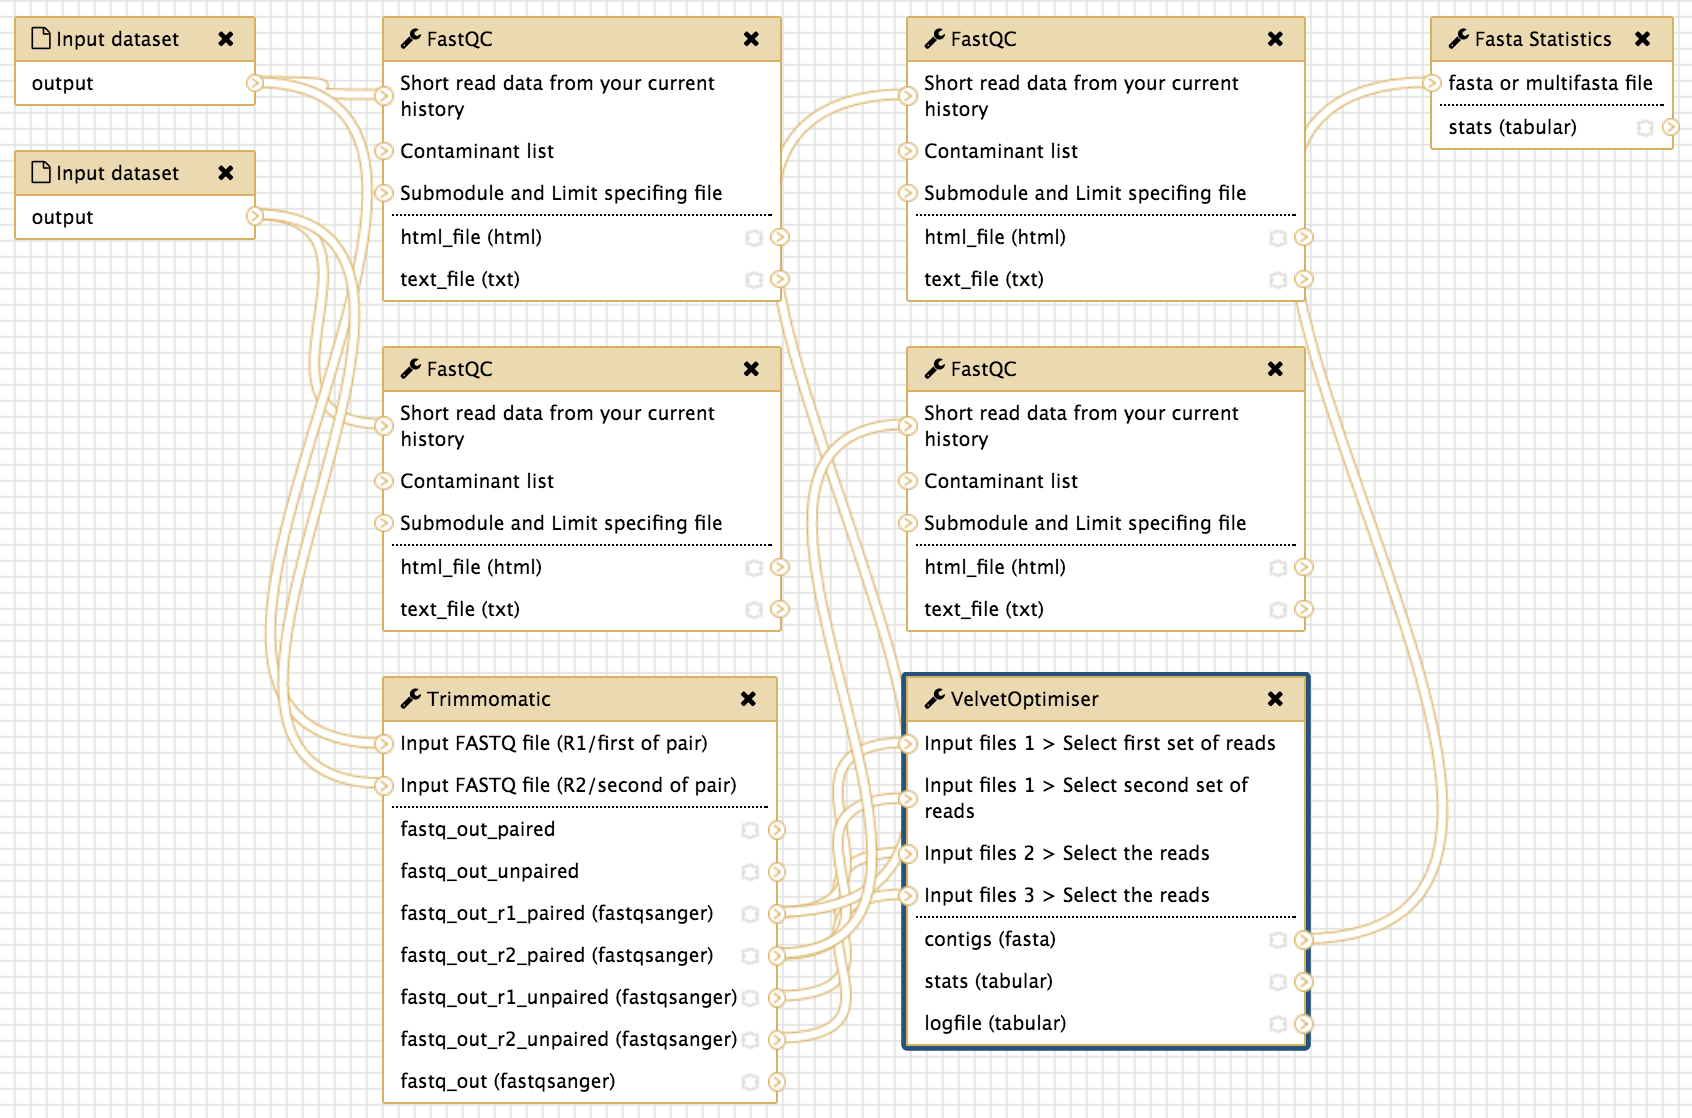 Input dataset
output
Input dataset
output
FastQC
Short read data from your current
history
Contaminant list
Submodule and Limit specifing file
html_file (html)
text_file (txt)
FastQC
Short read data from your current
history
Contaminant list
Submodule and Limit specifing file
html_file (html)
text_file (txt)
Trimmomatic
Input FASTQ file (R1/first of pair)
Input FASTQ file (R2/second of pair)
fastq_out_paired
fastq_out_unpaired
fastq_out_r1_paired (fastqsanger)
fastq_out_r2_paired (fastqsanger)
fastq_out_r1_unpaired (fastqsanger)
fastq_out_r2_unpaired (fastqsanger)
fastq_out (fastqsanger)
FastQC
Short read data from your current
history
Contaminant list
Submodule and Limit specifing file
html_file (html)
text_file (txt)
FastQC
Short read data from your current
history
Contaminant list
Submodule and Limit specifing file
html_file (html)
text_file (txt)
VelvetOptimiser
Input files 1 > Select first set of reads
Input files 1 > Select second set of
reads
Input files 2 > Select the reads
Input files 3 > Select the reads
contigs (fasta)
stats (tabular)
logfile (tabular)
Fasta Statistics
fasta or multifasta file
stats (tabular)